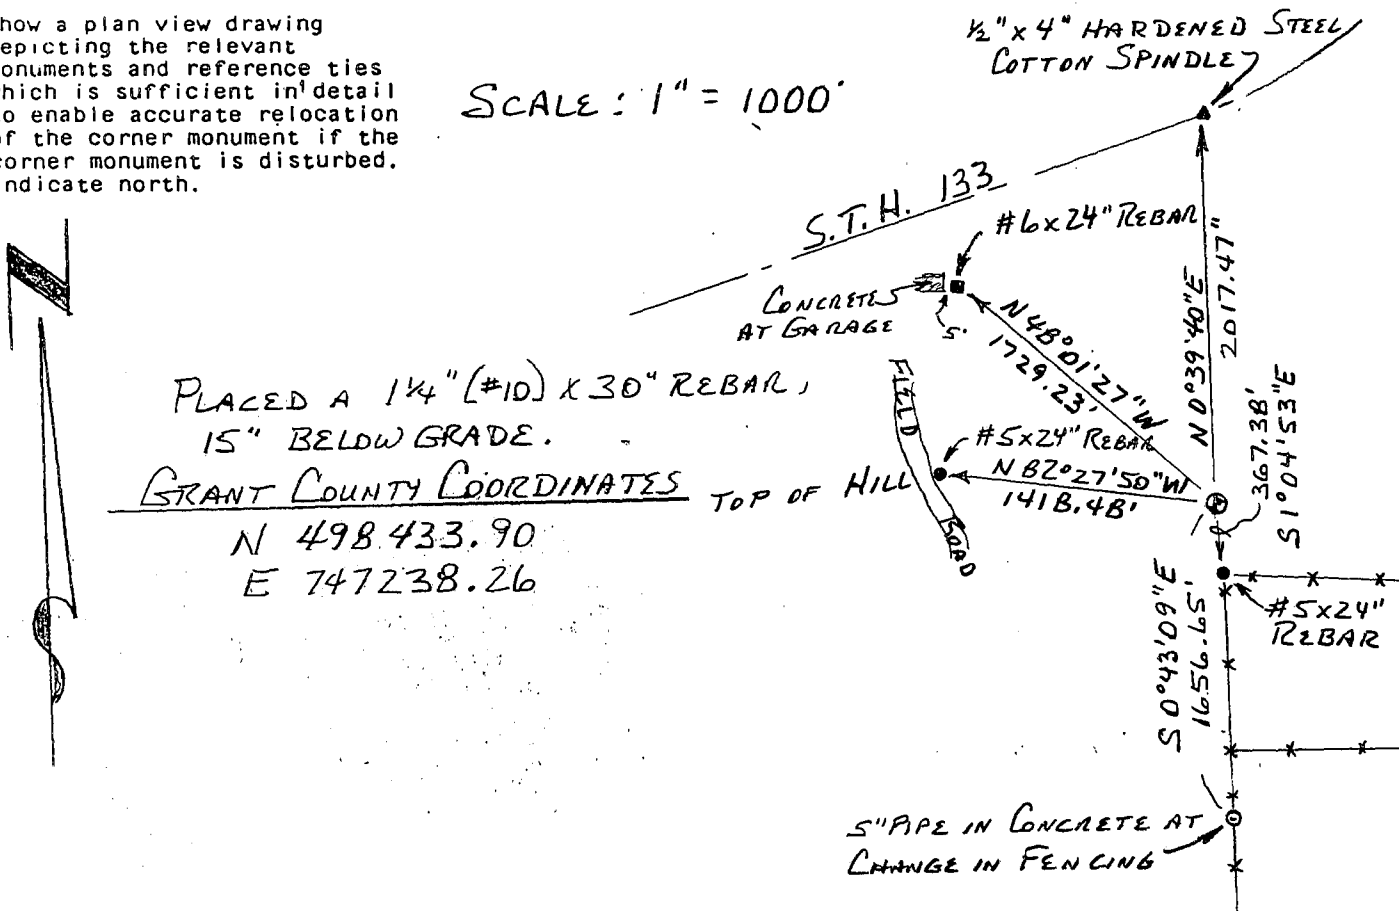 how a plan view drawing
epicting the relevant
onuments and reference ties
hich is sufficient in detail
o enable accurate relocation
f the corner monument if the
orner monument is disturbed.
ndicate north.
SCALE: 1" = 1000'
1/2" x 4" HARDENED STEEL
COTTON SPINDLE
S.T.H. 133
#6x24" REBAR
CONCRETE
AT GARAGE
5'
N 48°01'27" W
1729.23'
N 0°39'40" E
2017.47"
PLACED A 1 1/4" (#10) X 30" REBAR,
15" BELOW GRADE.
GRANT COUNTY COORDINATES
N 498433.90
E 747238.26
FIELD
ROAD
TOP OF HILL
#5x24" REBAR
N 82°27'50" W
1418.48'
367.38'
S 1°04'53" E
#5x24"
REBAR
S 0°43'09" E
1656.65'
5" PIPE IN CONCRETE AT
CHANGE IN FENCING